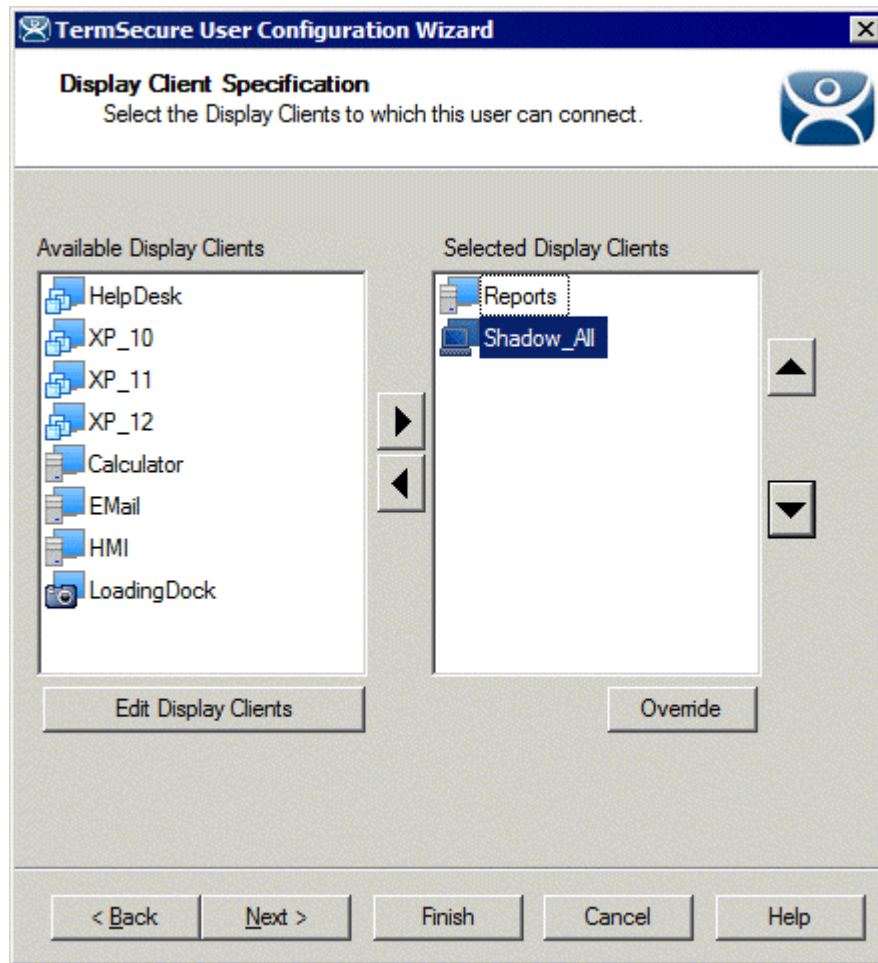 TermSecure User Configuration Wizard
Display Client Specification
Select the Display Clients to which this user can connect.
Available Display Clients
HelpDesk
XP_10
XP_11
XP_12
Calculator
EMail
HMI
LoadingDock
Edit Display Clients
Selected Display Clients
Reports
Shadow_All
Override
< Back
Next >
Finish
Cancel
Help